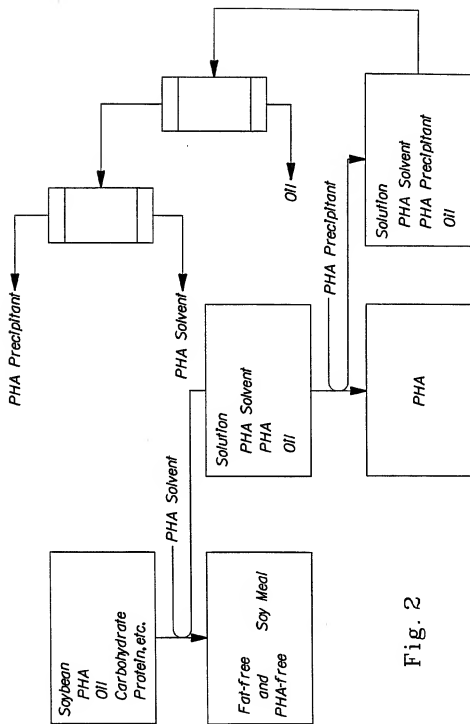 Soybean
PHA
Oil
Carbohydrate
Protein,etc.
PHA Solvent
Fat-free
and Soy Meal
PHA-free
Solution
PHA Solvent
PHA
Oil
PHA Precipitant
PHA
Solution
PHA Solvent
PHA Precipitant
Oil
Oil
PHA Precipitant
PHA Solvent
Fig. 2